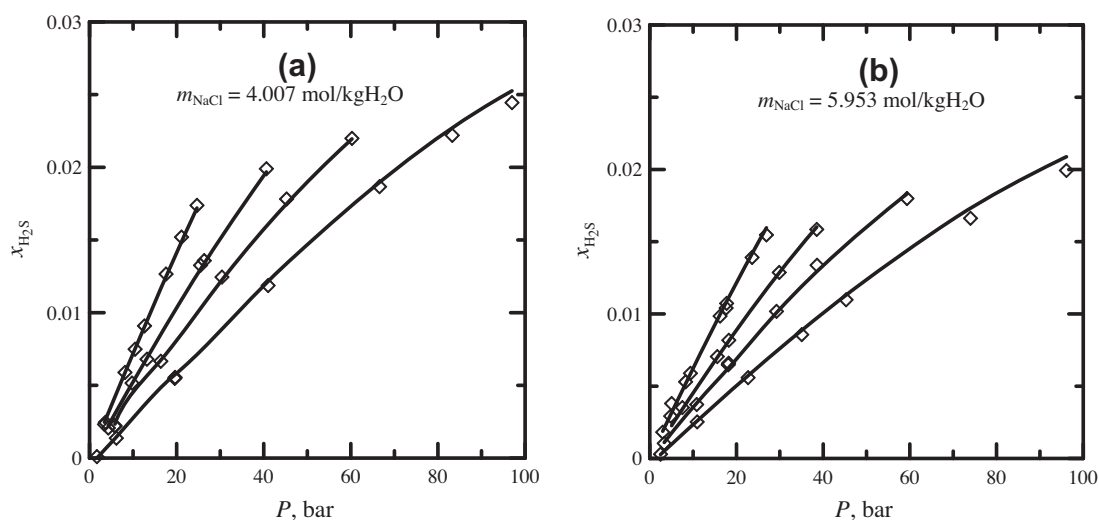 0.03
(a)
m_NaCl = 4.007 mol/kgH₂O
0.02
x_H₂S
0.01
0
0 20 40 60 80 100
P, bar
0.03
(b)
m_NaCl = 5.953 mol/kgH₂O
0.02
x_H₂S
0.01
0
0 20 40 60 80 100
P, bar